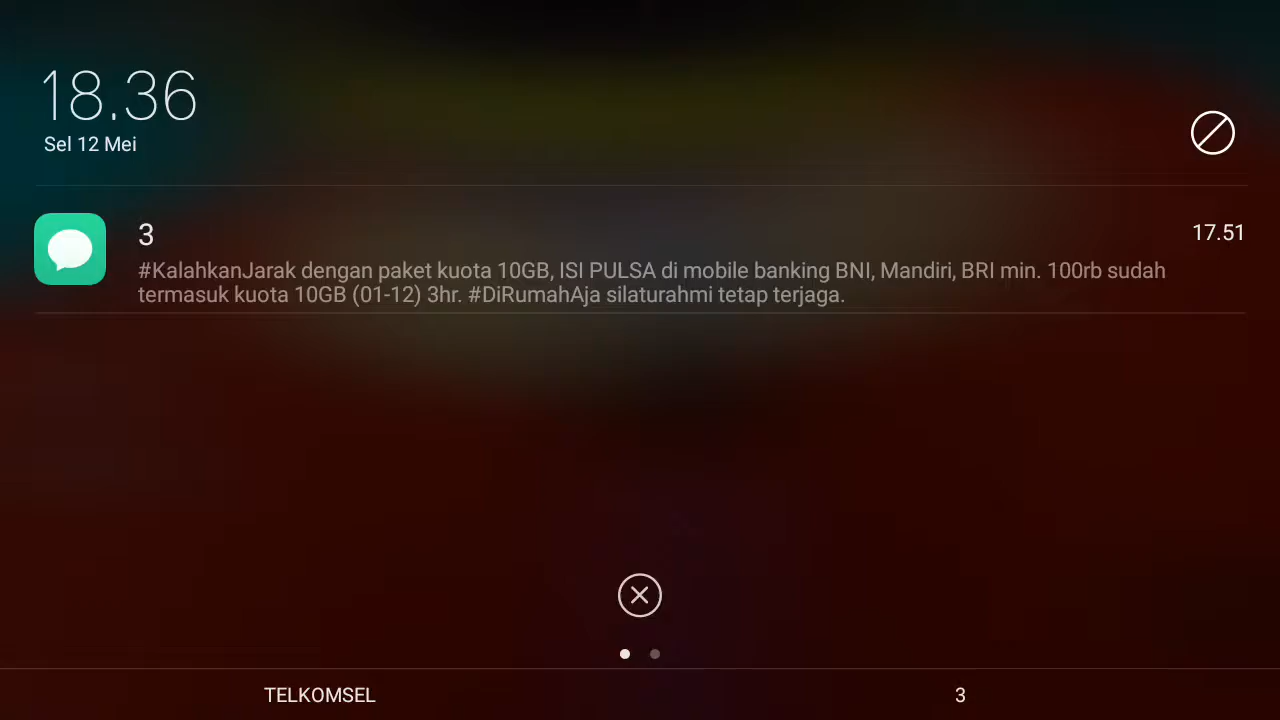 18.36
Sel 12 Mei
3
17.51
#KalahkanJarak dengan paket kuota 10GB, ISI PULSA di mobile banking BNI, Mandiri, BRI min. 100rb sudah
termasuk kuota 10GB (01-12) 3hr. #DiRumahAja silaturahmi tetap terjaga.
TELKOMSEL
3